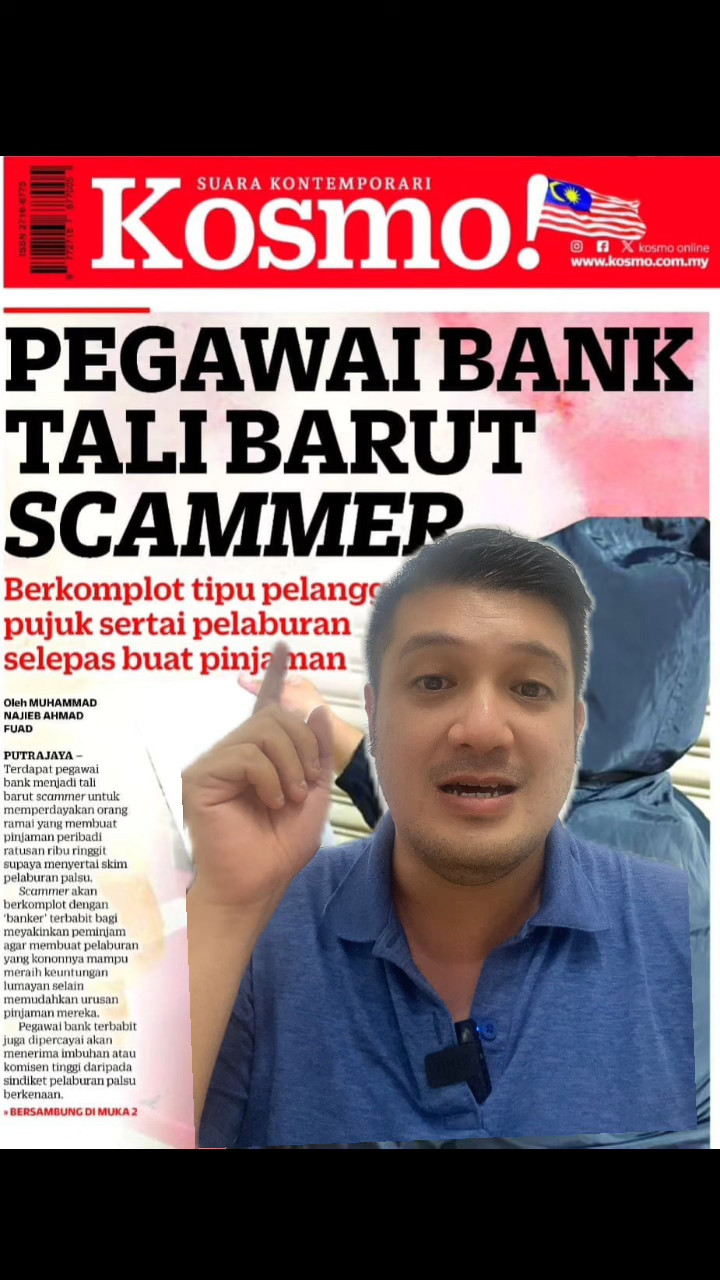 ISSN 2716-6775
SUARA KONTEMPORARI
Kosmo!
kosmo online
www.kosmo.com.my
PEGAWAI BANK
TALI BARUT
SCAMMER
Berkomplot tipu
pujuk sertai pelaburan
selepas buat pinjaman
Oleh MUHAMMAD
NAJIEB AHMAD
FUAD
PUTRAJAYA –
Terdapat pegawai
bank menjadi tali
barut scammer untuk
memperdayakan orang
ramai yang membuat
pinjaman peribadi
ratusan ribu ringgit
supaya menyertai skim
pelaburan palsu.
Scammer akan
berkomplot dengan
'banker' terbabit bagi
meyakinkan peminjam
agar membuat pelaburan
yang kononnya mampu
meraih keuntungan
lumayan selain
memudahkan urusan
pinjaman mereka.
Pegawai bank terbabit
juga dipercayai akan
menerima imbuhan atau
komisen tinggi daripada
sindiket pelaburan palsu
berkenaan.
» BERSAMBUNG DI MUKA 2